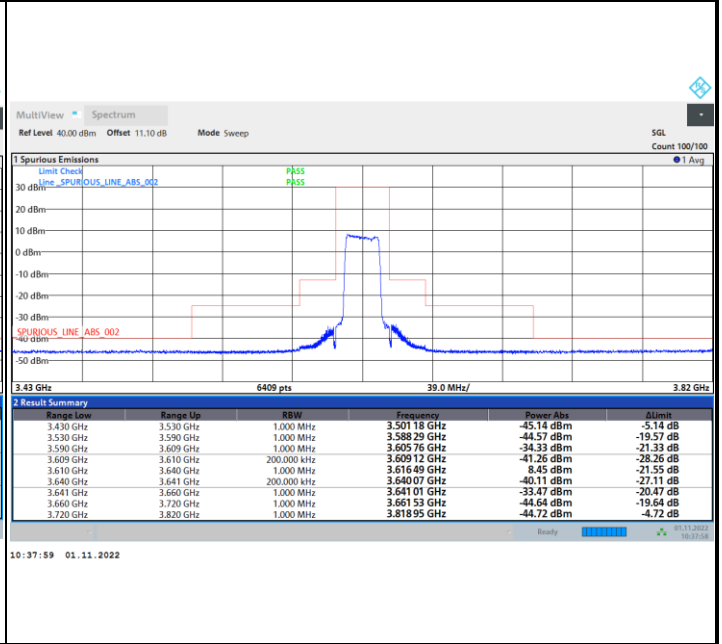 MultiView Spectrum
Ref Level 40.00 dBm Offset 11.10 dB Mode Sweep SGL
Count 100/100
1 Spurious Emissions 1 Avg
Limit Check PASS
Line _SPURIOUS_LINE_ABS_002 PASS
30 dBm
20 dBm
10 dBm
0 dBm
-10 dBm
-20 dBm
-30 dBm
SPURIOUS_LINE_ABS_002
-40 dBm
-50 dBm
3.43 GHz 6409 pts 39.0 MHz/ 3.82 GHz
2 Result Summary
Range Low Range Up RBW Frequency Power Abs ΔLimit
3.430 GHz 3.530 GHz 1.000 MHz 3.501 18 GHz -45.14 dBm -5.14 dB
3.530 GHz 3.590 GHz 1.000 MHz 3.588 29 GHz -44.57 dBm -19.57 dB
3.590 GHz 3.609 GHz 1.000 MHz 3.605 76 GHz -34.33 dBm -21.33 dB
3.609 GHz 3.610 GHz 200.000 kHz 3.609 12 GHz -41.26 dBm -28.26 dB
3.610 GHz 3.640 GHz 1.000 MHz 3.616 49 GHz 8.45 dBm -21.55 dB
3.640 GHz 3.641 GHz 200.000 kHz 3.640 07 GHz -40.11 dBm -27.11 dB
3.641 GHz 3.660 GHz 1.000 MHz 3.641 01 GHz -33.47 dBm -20.47 dB
3.660 GHz 3.720 GHz 1.000 MHz 3.661 53 GHz -44.64 dBm -19.64 dB
3.720 GHz 3.820 GHz 1.000 MHz 3.818 95 GHz -44.72 dBm -4.72 dB
Ready 01.11.2022
10:37:58
10:37:59 01.11.2022